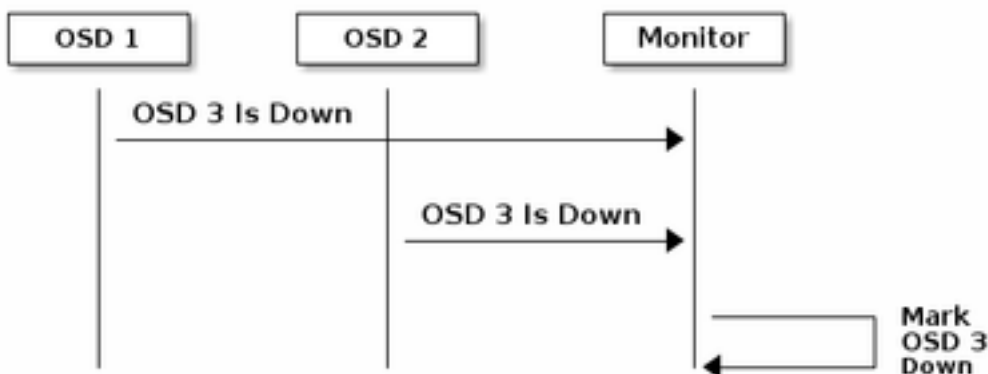 OSD 1
OSD 2
Monitor
OSD 3 Is Down
OSD 3 Is Down
Mark
OSD 3
Down